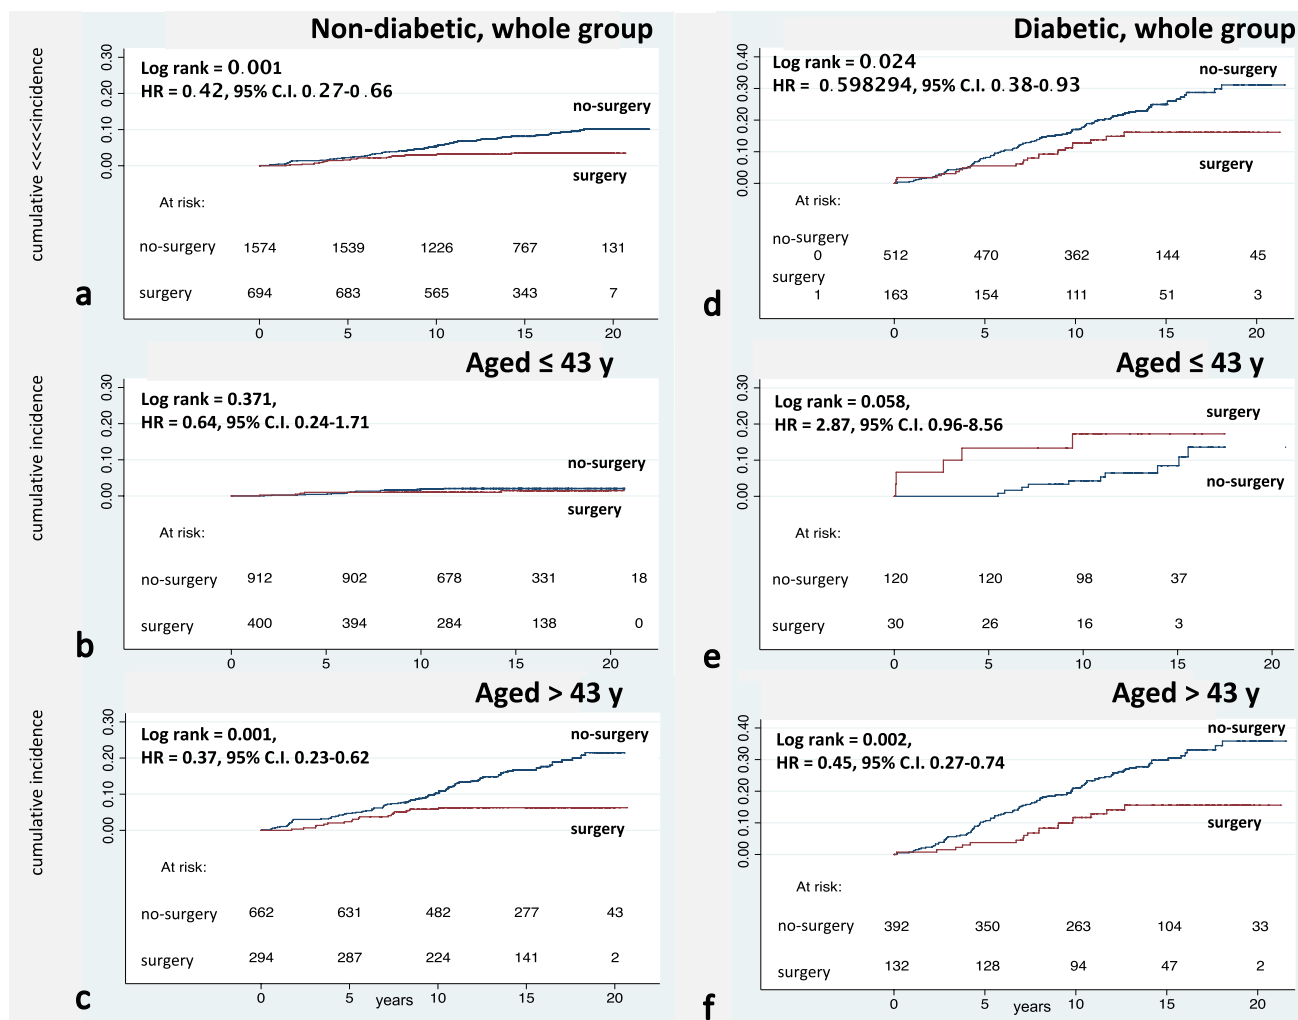 Non-diabetic, whole group
cumulative <<<<<incidence
0.00 0.10 0.20 0.30
Log rank = 0.001
HR = 0.42, 95% C.I. 0.27-0.66
no-surgery
surgery
At risk:
no-surgery 1574 1539 1226 767 131
surgery 694 683 565 343 7
a
0 5 10 15 20
Aged ≤ 43 y
cumulative incidence
0.00 0.10 0.20 0.30
Log rank = 0.371,
HR = 0.64, 95% C.I. 0.24-1.71
no-surgery
surgery
At risk:
no-surgery 912 902 678 331 18
surgery 400 394 284 138 0
b
0 5 10 15 20
Aged > 43 y
cumulative incidence
0.00 0.10 0.20 0.30
Log rank = 0.001,
HR = 0.37, 95% C.I. 0.23-0.62
no-surgery
surgery
At risk:
no-surgery 662 631 482 277 43
surgery 294 287 224 141 2
c
0 5 10 15 20
years
Diabetic, whole group
0.00 0.10 0.20 0.30 0.40
Log rank = 0.024
HR = 0.598294, 95% C.I. 0.38-0.93
no-surgery
surgery
At risk:
no-surgery
0 512 470 362 144 45
surgery
1 163 154 111 51 3
d
0 5 10 15 20
Aged ≤ 43 y
0.00 0.10 0.20 0.30
Log rank = 0.058,
HR = 2.87, 95% C.I. 0.96-8.56
surgery
no-surgery
At risk:
no-surgery 120 120 98 37
surgery 30 26 16 3
e
0 5 10 15 20
Aged > 43 y
0.00 0.10 0.20 0.30 0.40
Log rank = 0.002,
HR = 0.45, 95% C.I. 0.27-0.74
no-surgery
surgery
At risk:
no-surgery 392 350 263 104 33
surgery 132 128 94 47 2
f
0 5 10 15 20
years